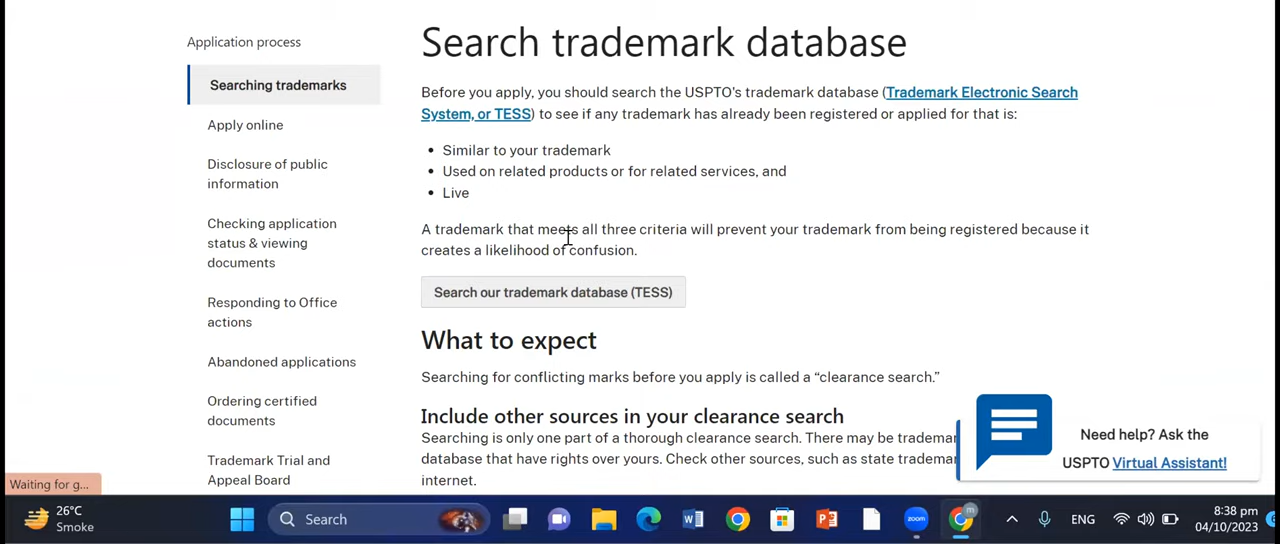 Application process
Searching trademarks
Apply online
Disclosure of public
information
Checking application
status & viewing
documents
Responding to Office
actions
Abandoned applications
Ordering certified
documents
Trademark Trial and
Appeal Board
Search trademark database
Before you apply, you should search the USPTO's trademark database (Trademark Electronic Search
System, or TESS) to see if any trademark has already been registered or applied for that is:
• Similar to your trademark
• Used on related products or for related services, and
• Live
A trademark that meets all three criteria will prevent your trademark from being registered because it
creates a likelihood of confusion.
Search our trademark database (TESS)
What to expect
Searching for conflicting marks before you apply is called a “clearance search.”
Include other sources in your clearance search
Searching is only one part of a thorough clearance search. There may be
database that have rights over yours. Check other sources, such as state
internet.
Need help? Ask the
USPTO Virtual Assistant!
Waiting for g...
26°C
Smoke
Search
zoom
m
ENG
8:38 pm
04/10/2023